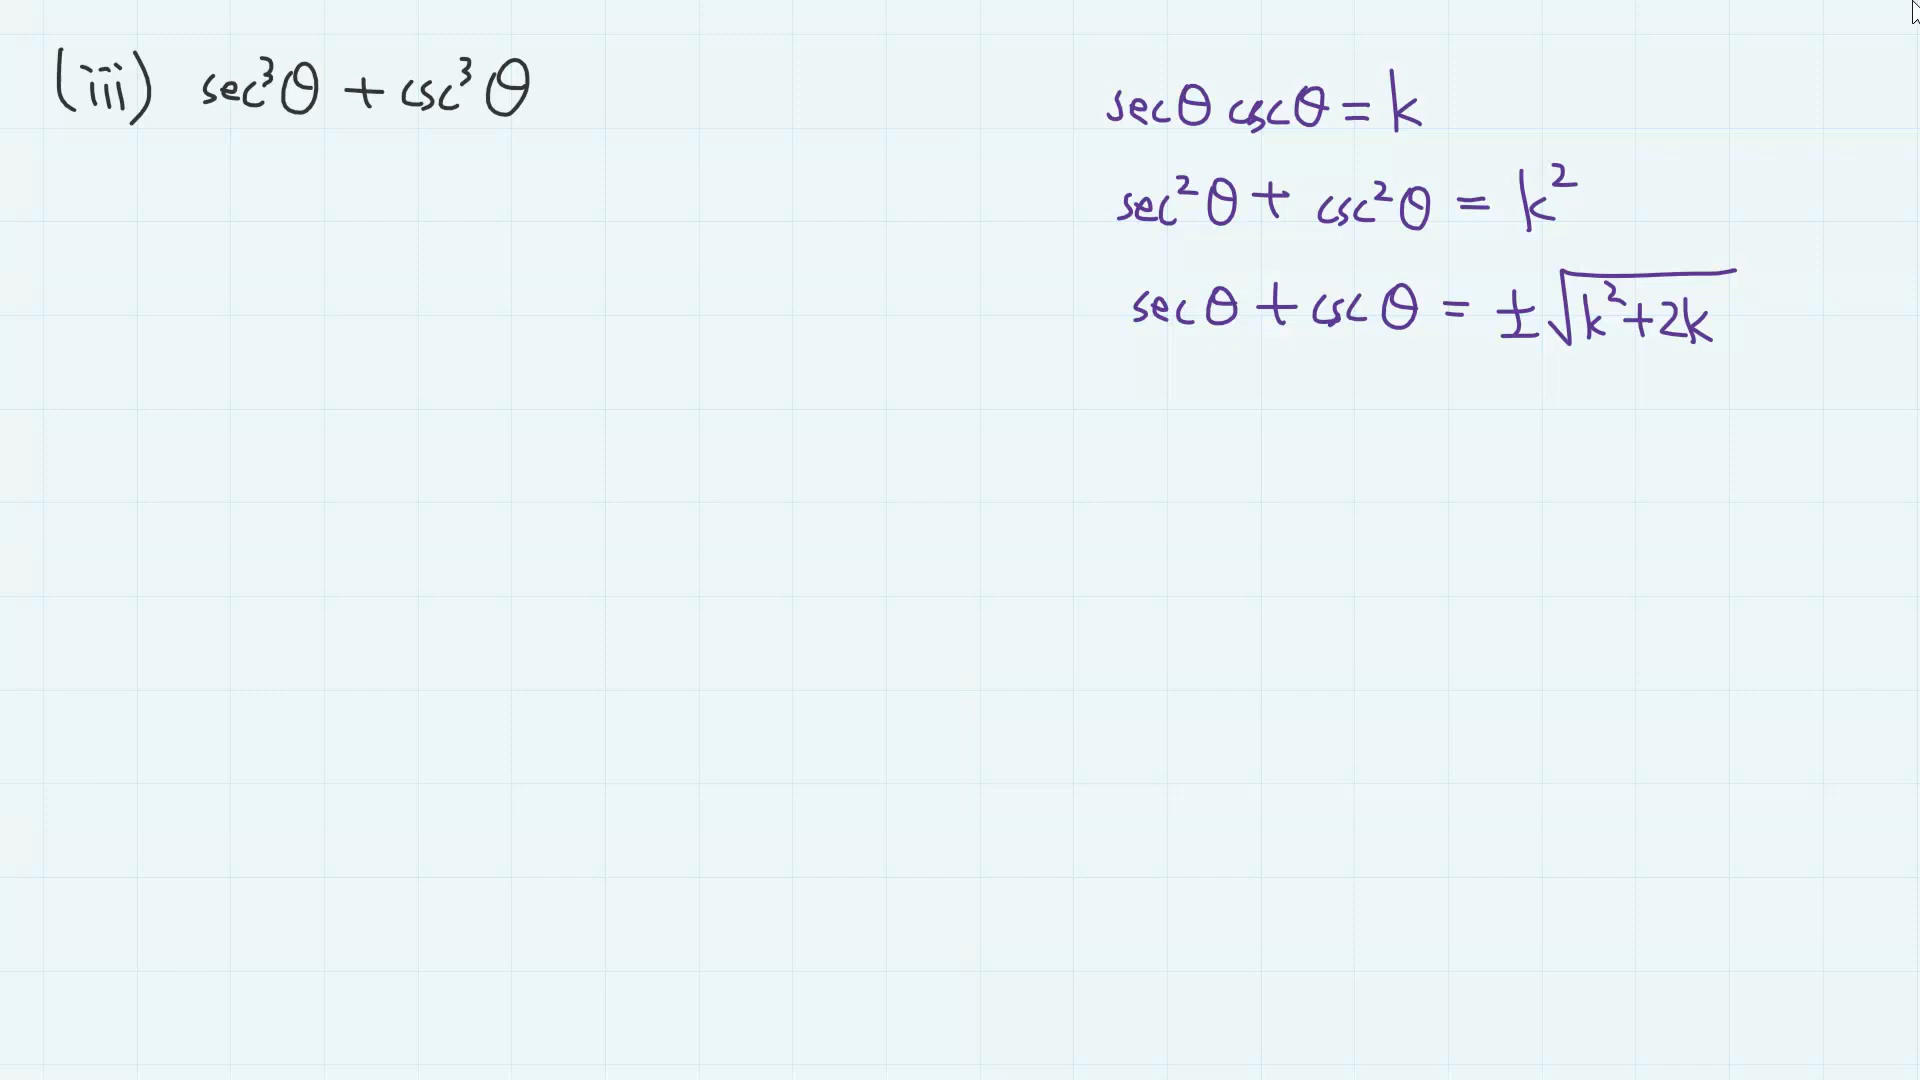 (iii) sec³θ + csc³θ
secθ cscθ = k
sec²θ + csc²θ = k²
secθ + cscθ = ±√(k²+2k)